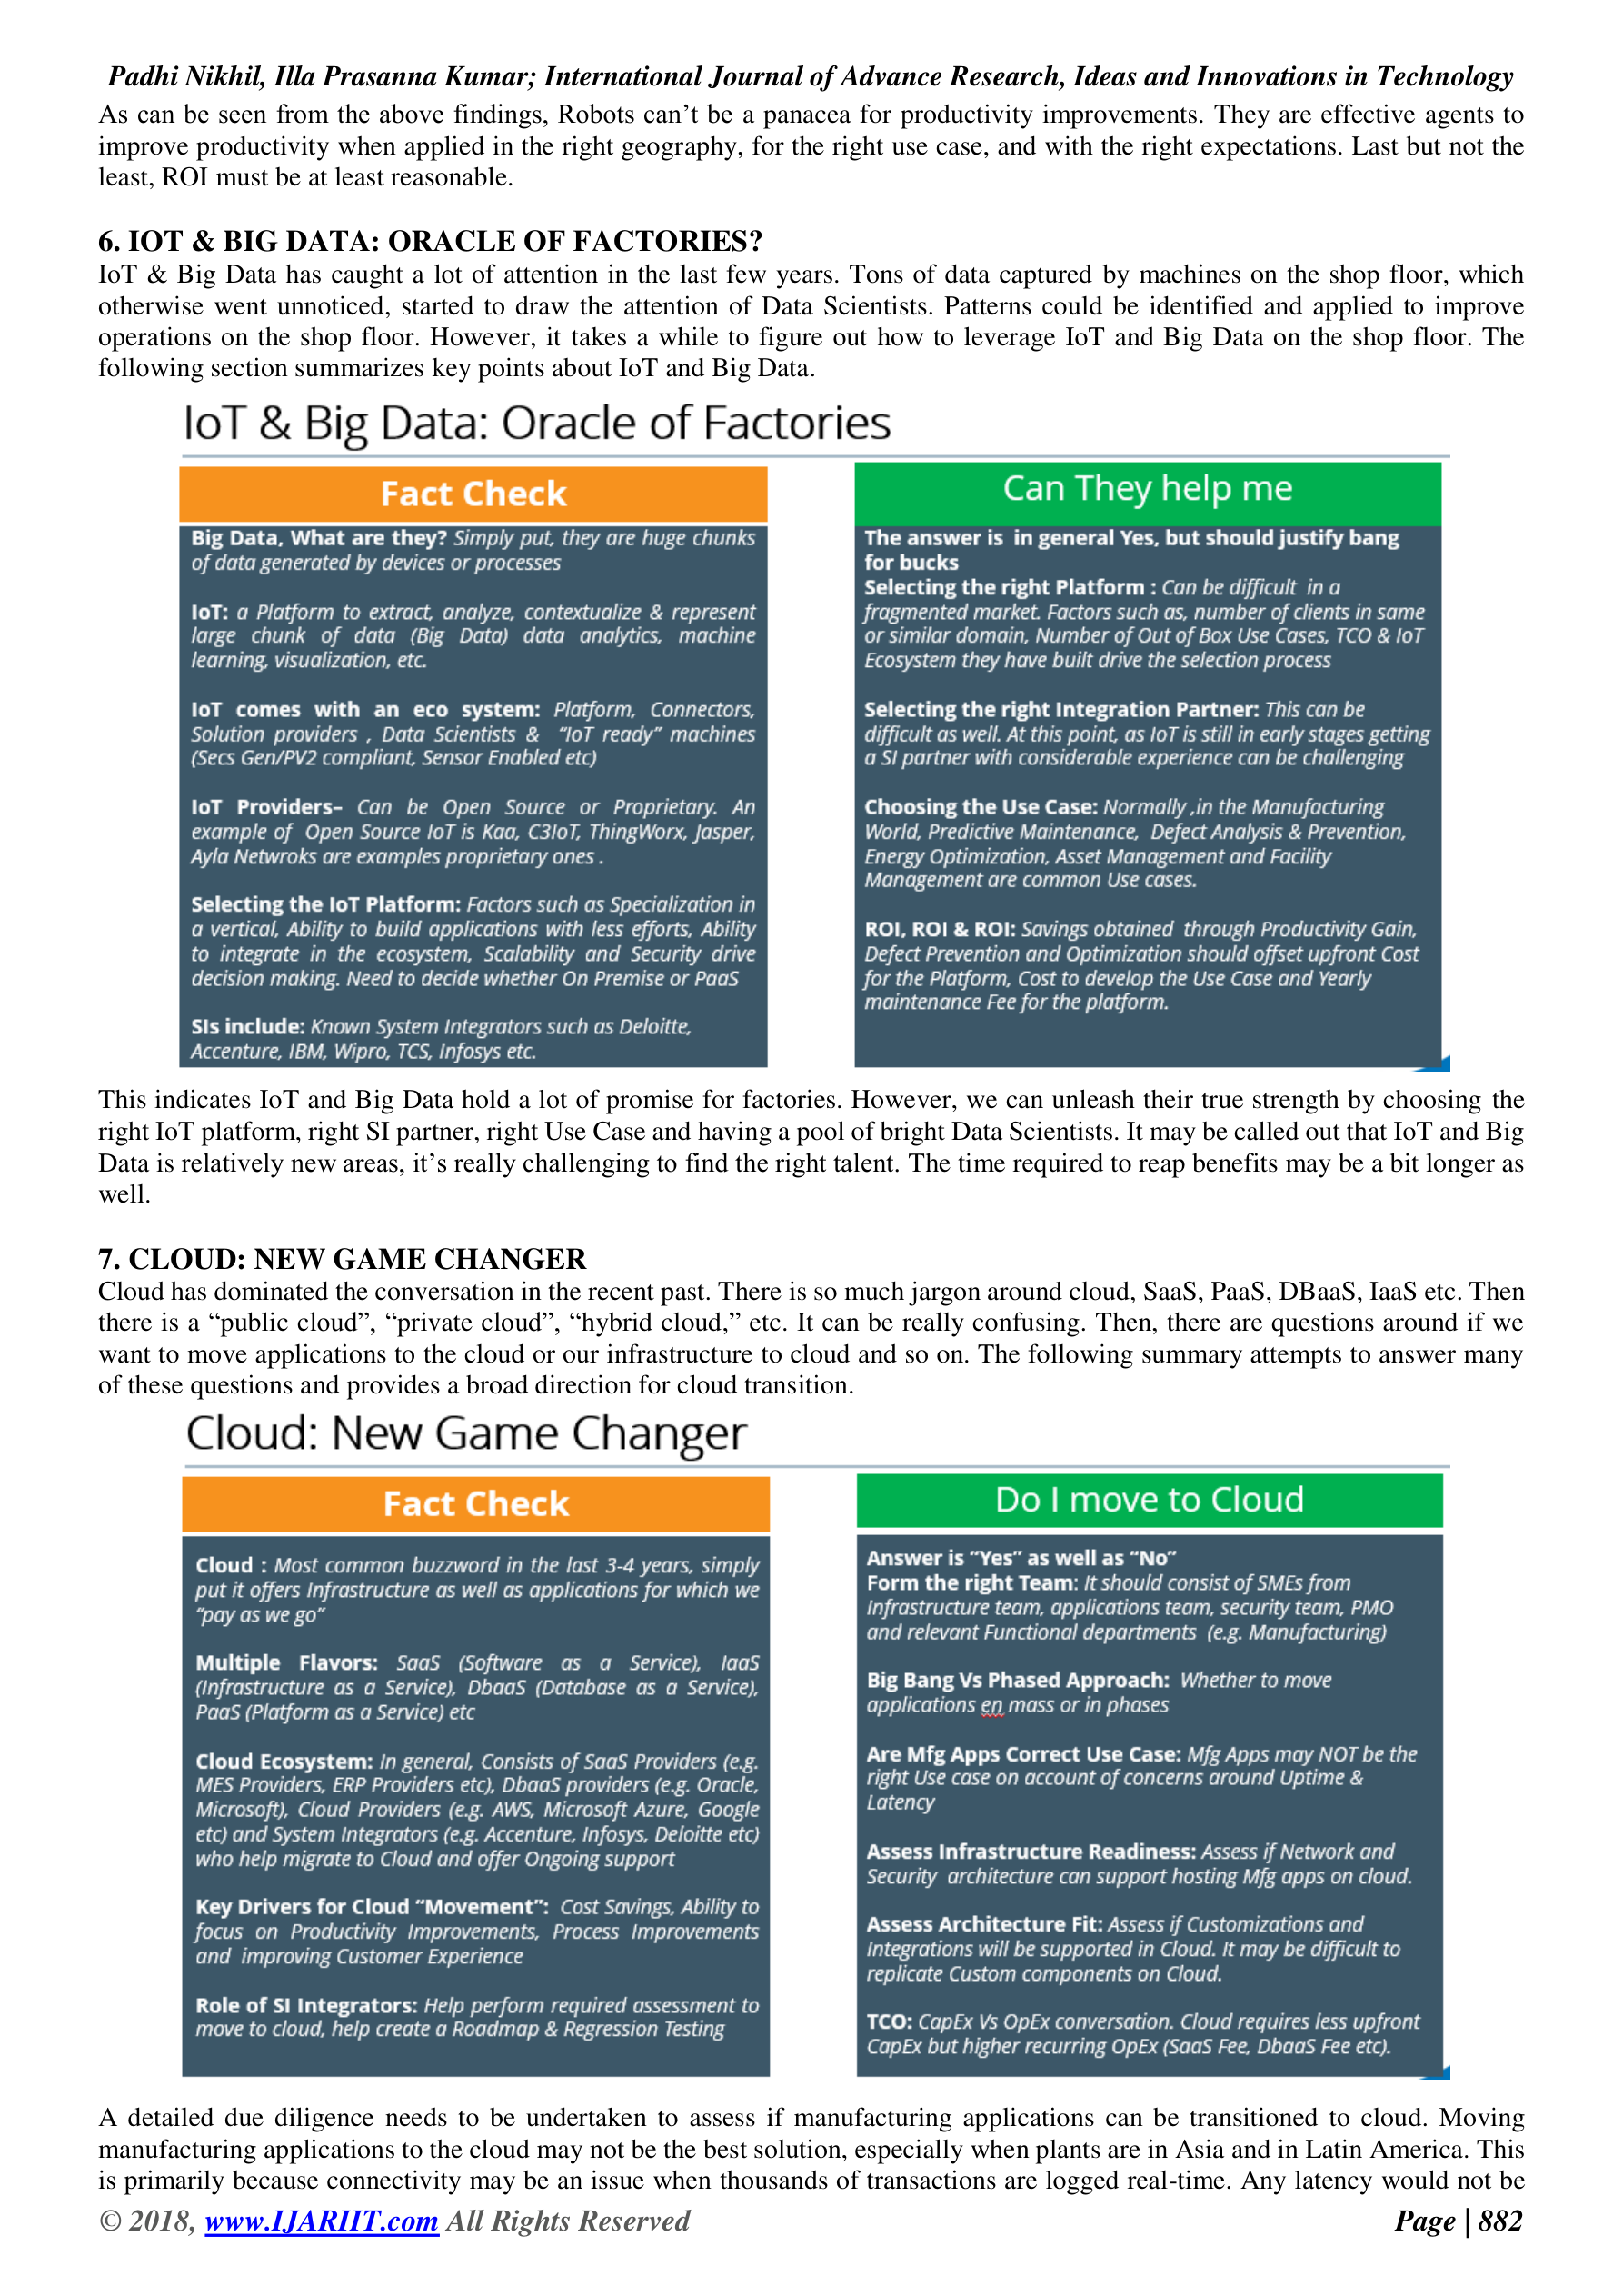 Padhi Nikhil, Illa Prasanna Kumar; International Journal of Advance Research, Ideas and Innovations in Technology
As can be seen from the above findings, Robots can’t be a panacea for productivity improvements. They are effective agents to
improve productivity when applied in the right geography, for the right use case, and with the right expectations. Last but not the
least, ROI must be at least reasonable.
6. IOT & BIG DATA: ORACLE OF FACTORIES?
IoT & Big Data has caught a lot of attention in the last few years. Tons of data captured by machines on the shop floor, which
otherwise went unnoticed, started to draw the attention of Data Scientists. Patterns could be identified and applied to improve
operations on the shop floor. However, it takes a while to figure out how to leverage IoT and Big Data on the shop floor. The
following section summarizes key points about IoT and Big Data.
IoT & Big Data: Oracle of Factories
Fact Check
Big Data, What are they? Simply put, they are huge chunks
of data generated by devices or processes
IoT: a Platform to extract, analyze, contextualize & represent
large chunk of data (Big Data) data analytics, machine
learning, visualization, etc.
IoT comes with an eco system: Platform, Connectors,
Solution providers , Data Scientists & “IoT ready” machines
(Secs Gen/PV2 compliant, Sensor Enabled etc)
IoT Providers– Can be Open Source or Proprietary. An
example of Open Source IoT is Kaa, C3IoT, ThingWorx, Jasper,
Ayla Netwroks are examples proprietary ones .
Selecting the IoT Platform: Factors such as Specialization in
a vertical, Ability to build applications with less efforts, Ability
to integrate in the ecosystem, Scalability and Security drive
decision making. Need to decide whether On Premise or PaaS
SIs include: Known System Integrators such as Deloitte,
Accenture, IBM, Wipro, TCS, Infosys etc.
Can They help me
The answer is in general Yes, but should justify bang
for bucks
Selecting the right Platform : Can be difficult in a
fragmented market. Factors such as, number of clients in same
or similar domain, Number of Out of Box Use Cases, TCO & IoT
Ecosystem they have built drive the selection process
Selecting the right Integration Partner: This can be
difficult as well. At this point, as IoT is still in early stages getting
a SI partner with considerable experience can be challenging
Choosing the Use Case: Normally ,in the Manufacturing
World, Predictive Maintenance, Defect Analysis & Prevention,
Energy Optimization, Asset Management and Facility
Management are common Use cases.
ROI, ROI & ROI: Savings obtained through Productivity Gain,
Defect Prevention and Optimization should offset upfront Cost
for the Platform, Cost to develop the Use Case and Yearly
maintenance Fee for the platform.
This indicates IoT and Big Data hold a lot of promise for factories. However, we can unleash their true strength by choosing the
right IoT platform, right SI partner, right Use Case and having a pool of bright Data Scientists. It may be called out that IoT and Big
Data is relatively new areas, it’s really challenging to find the right talent. The time required to reap benefits may be a bit longer as
well.
7. CLOUD: NEW GAME CHANGER
Cloud has dominated the conversation in the recent past. There is so much jargon around cloud, SaaS, PaaS, DBaaS, IaaS etc. Then
there is a “public cloud”, “private cloud”, “hybrid cloud,” etc. It can be really confusing. Then, there are questions around if we
want to move applications to the cloud or our infrastructure to cloud and so on. The following summary attempts to answer many
of these questions and provides a broad direction for cloud transition.
Cloud: New Game Changer
Fact Check
Cloud : Most common buzzword in the last 3-4 years, simply
put it offers Infrastructure as well as applications for which we
“pay as we go”
Multiple Flavors: SaaS (Software as a Service), IaaS
(Infrastructure as a Service), DbaaS (Database as a Service),
PaaS (Platform as a Service) etc
Cloud Ecosystem: In general, Consists of SaaS Providers (e.g.
MES Providers, ERP Providers etc), DbaaS providers (e.g. Oracle,
Microsoft), Cloud Providers (e.g. AWS, Microsoft Azure, Google
etc) and System Integrators (e.g. Accenture, Infosys, Deloitte etc)
who help migrate to Cloud and offer Ongoing support
Key Drivers for Cloud “Movement”: Cost Savings, Ability to
focus on Productivity Improvements, Process Improvements
and improving Customer Experience
Role of SI Integrators: Help perform required assessment to
move to cloud, help create a Roadmap & Regression Testing
Do I move to Cloud
Answer is “Yes” as well as “No”
Form the right Team: It should consist of SMEs from
Infrastructure team, applications team, security team, PMO
and relevant Functional departments (e.g. Manufacturing)
Big Bang Vs Phased Approach: Whether to move
applications en mass or in phases
Are Mfg Apps Correct Use Case: Mfg Apps may NOT be the
right Use case on account of concerns around Uptime &
Latency
Assess Infrastructure Readiness: Assess if Network and
Security architecture can support hosting Mfg apps on cloud.
Assess Architecture Fit: Assess if Customizations and
Integrations will be supported in Cloud. It may be difficult to
replicate Custom components on Cloud.
TCO: CapEx Vs OpEx conversation. Cloud requires less upfront
CapEx but higher recurring OpEx (SaaS Fee, DbaaS Fee etc).
A detailed due diligence needs to be undertaken to assess if manufacturing applications can be transitioned to cloud. Moving
manufacturing applications to the cloud may not be the best solution, especially when plants are in Asia and in Latin America. This
is primarily because connectivity may be an issue when thousands of transactions are logged real-time. Any latency would not be
© 2018, www.IJARIIT.com All Rights Reserved
Page | 882